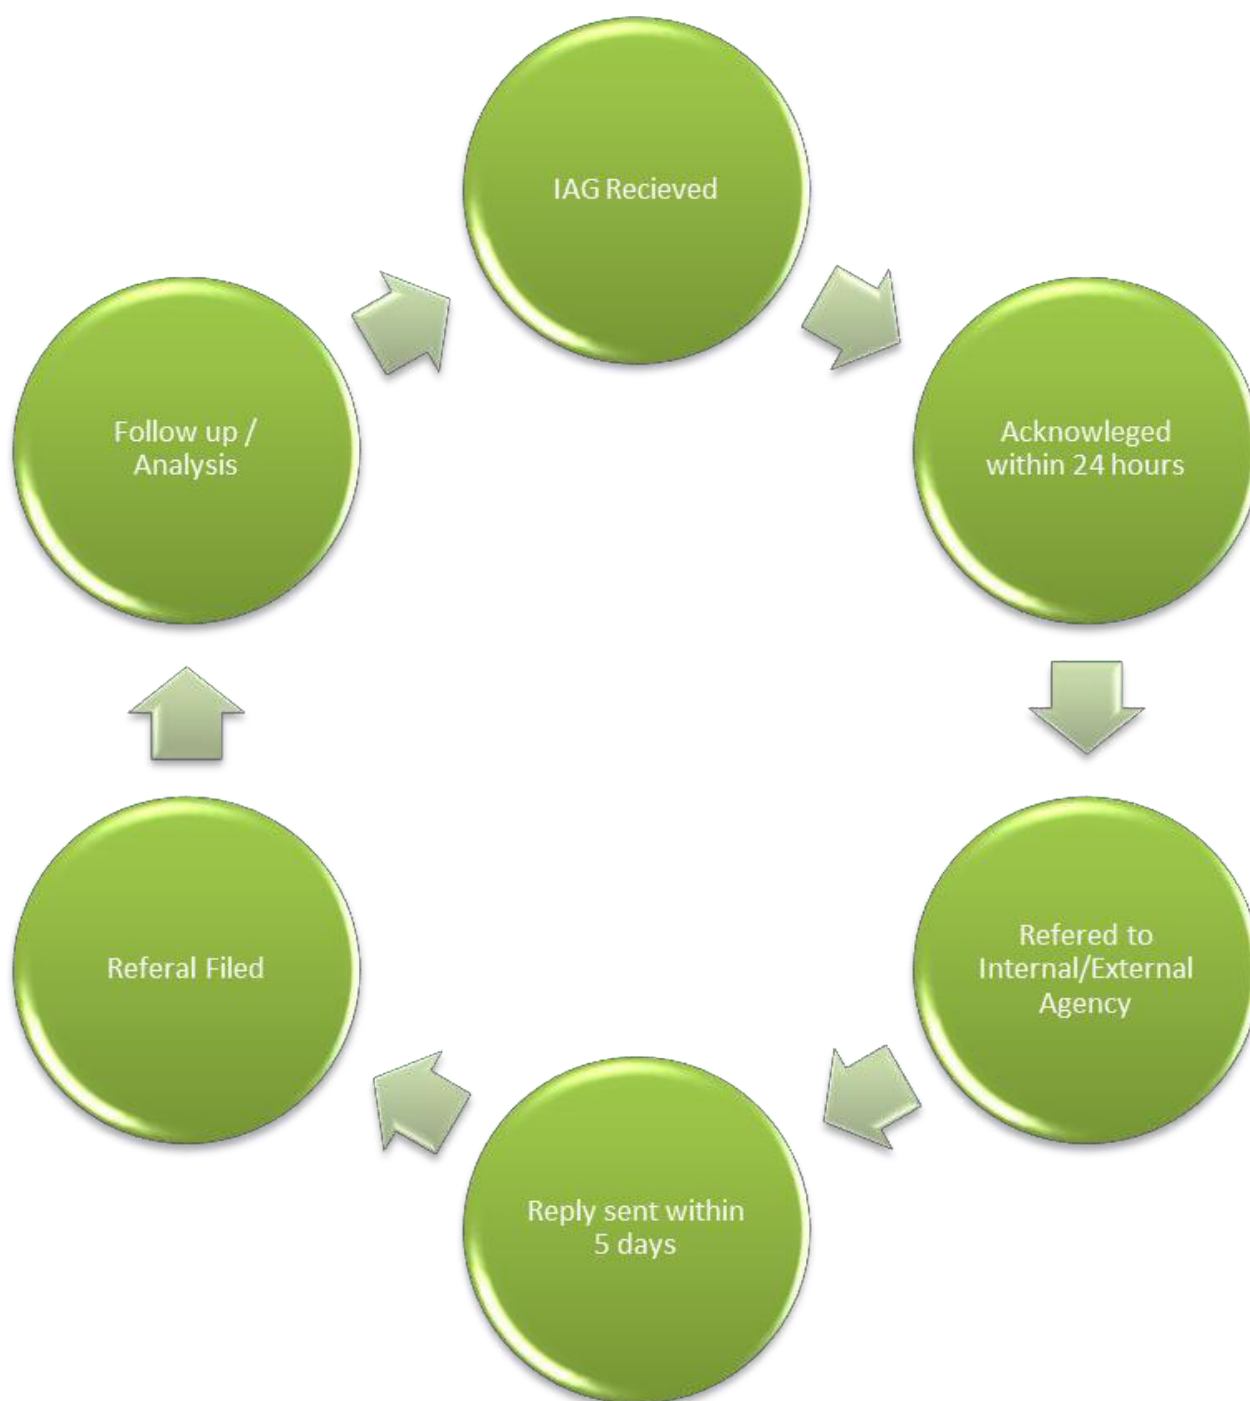 IAG Recieved
Acknowleged
within 24 hours
Refered to
Internal/External
Agency
Reply sent within
5 days
Referal Filed
Follow up /
Analysis